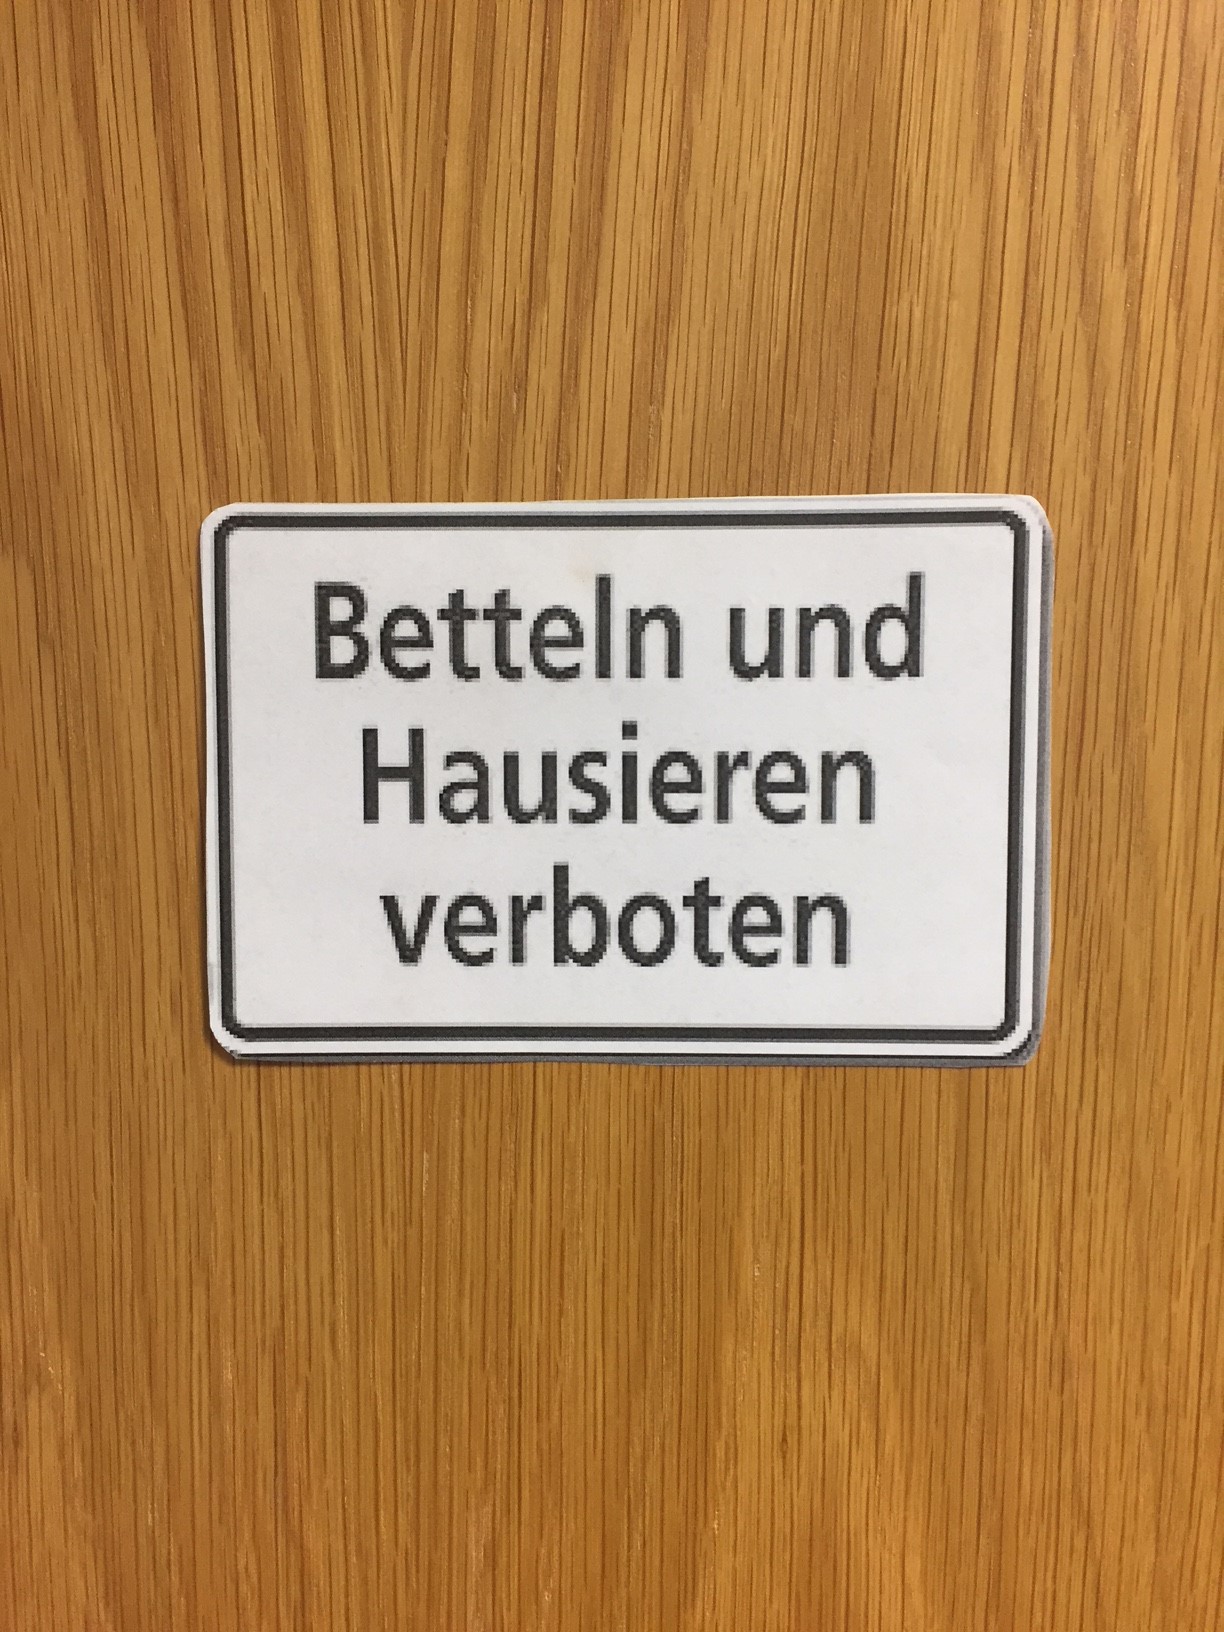 Betteln und
Hausieren
verboten